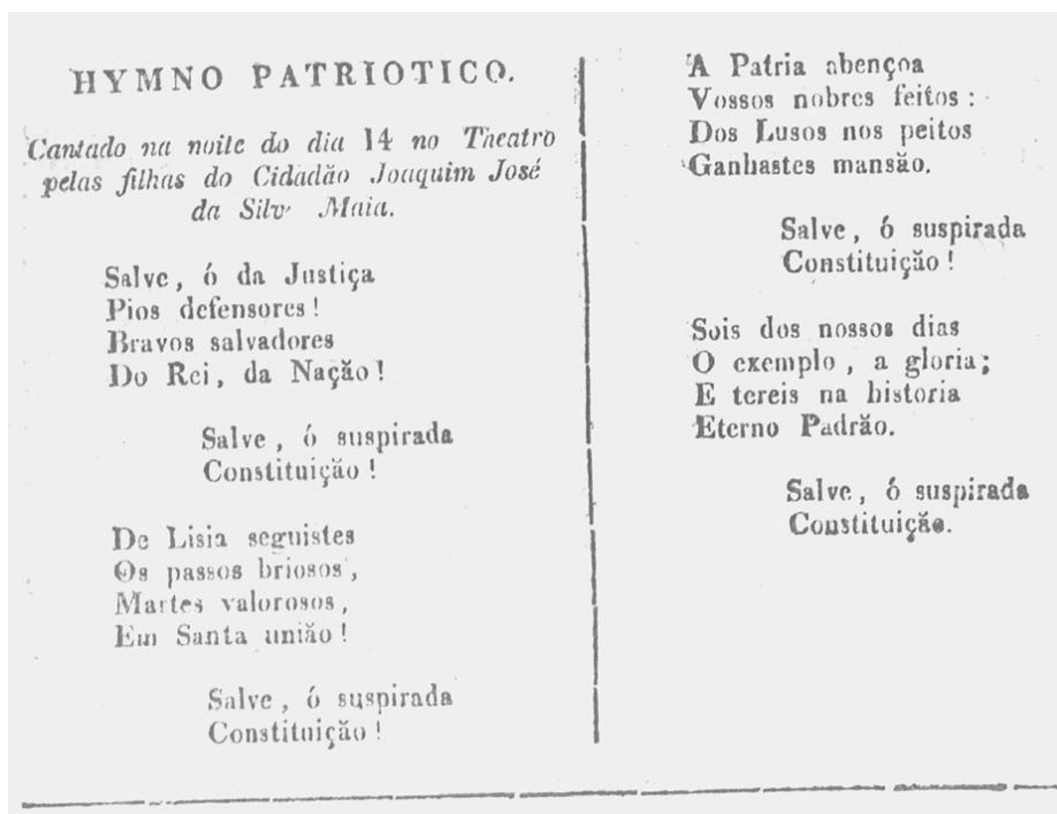 HYMNO PATRIOTICO.
Cantado na noite do dia 14 no Theatro
pelas filhas do Cidadão Joaquim José
da Silv Maia.
Salve, ó da Justiça
Pios defensores!
Bravos salvadores
Do Rei, da Nação!
Salve, ó suspirada
Constituição!
De Lisia seguistes
Os passos briosos,
Martes valorosos,
Em Santa união!
Salve, ó suspirada
Constituição!
A Patria abençoa
Vossos nobres feitos:
Dos Lusos nos peitos
Ganhastes mansão.
Salve, ó suspirada
Constituição!
Sois dos nossos dias
O exemplo, a gloria;
E tereis na historia
Eterno Padrão.
Salve, ó suspirada
Constituição.